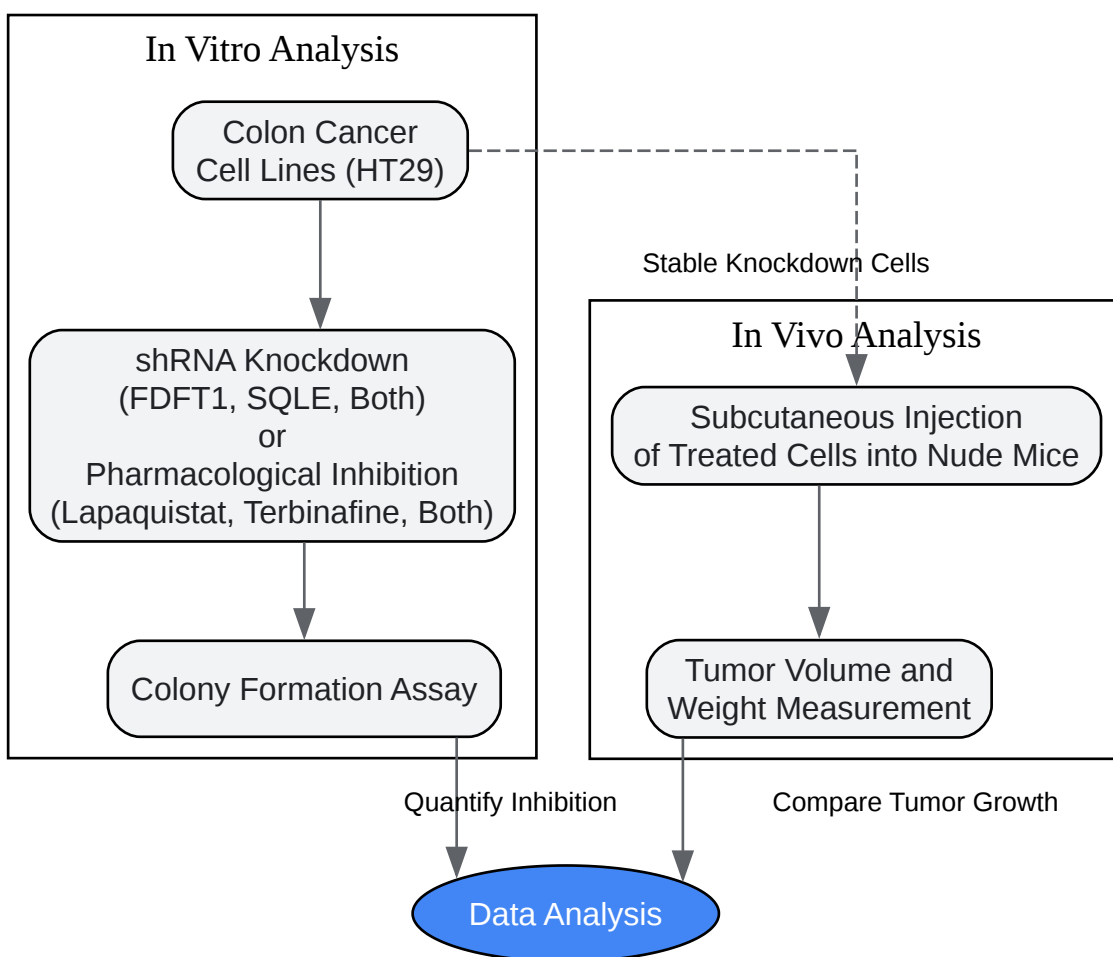 In Vitro Analysis
Colon Cancer
Cell Lines (HT29)
shRNA Knockdown
(FDFT1, SQLE, Both)
or
Pharmacological Inhibition
(Lapaquistat, Terbinafine, Both)
Colony Formation Assay
Stable Knockdown Cells
In Vivo Analysis
Subcutaneous Injection
of Treated Cells into Nude Mice
Tumor Volume and
Weight Measurement
Quantify Inhibition
Compare Tumor Growth
Data Analysis